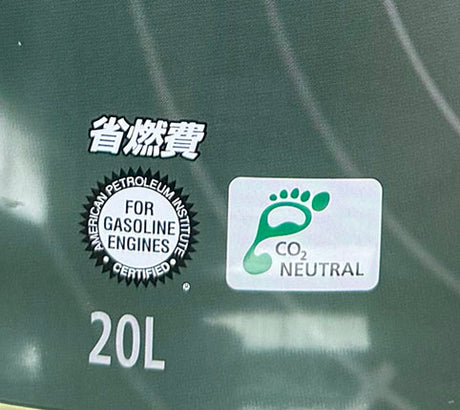 省燃費
AMERICAN PETROLEUM INSTITUTE
FOR
GASOLINE
ENGINES
CERTIFIED
CO₂
NEUTRAL
20L